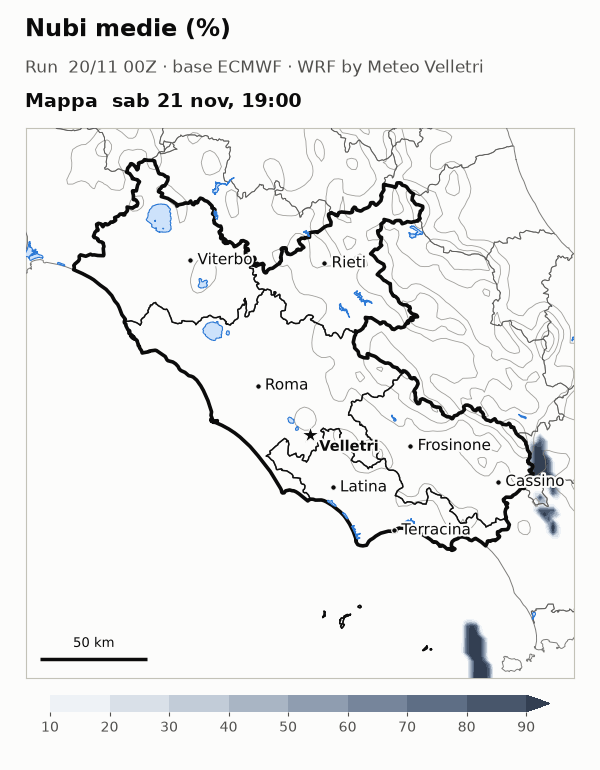 Nubi medie (%)
Run  20/11 00Z · base ECMWF · WRF by Meteo Velletri
Mappa  sab 21 nov, 19:00
Viterbo
Rieti
Roma
Velletri
Frosinone
Latina
Cassino
Terracina
50 km
10 20 30 40 50 60 70 80 90